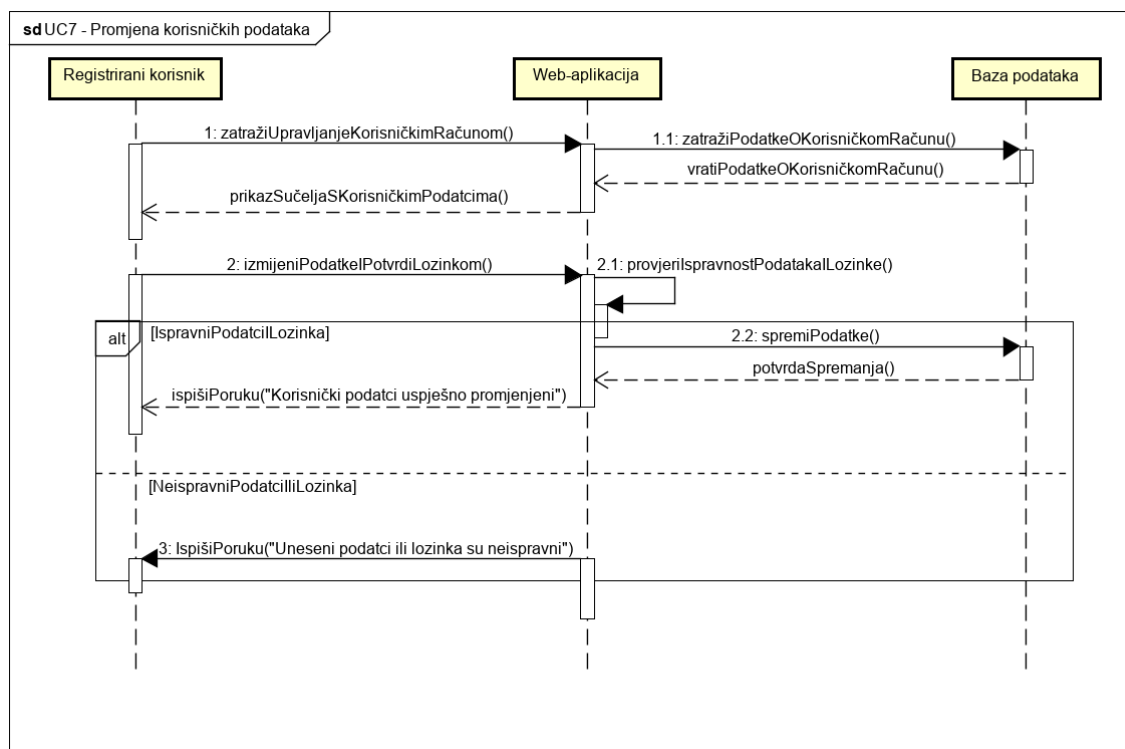 sd UC7 - Promjena korisničkih podataka
Registrirani korisnik
Web-aplikacija
Baza podataka
1: zatražiUpravljanjeKorisničkimRačunom()
1.1: zatražiPodatkeOKorisničkomRačunu()
vratiPodatkeOKorisničkomRačunu()
prikazSučeljaSKorisničkimPodatcima()
2: izmijeniPodatkeIPotvrdiLozinkom()
2.1: provjeriIspravnostPodatakaILozinke()
alt
[IspravniPodatciILozinka]
2.2: spremiPodatke()
potvrdaSpremanja()
ispišiPoruku("Korisnički podatci uspješno promjenjeni")
[NeispravniPodatciIliLozinka]
3: IspišiPoruku("Uneseni podatci ili lozinka su neispravni")